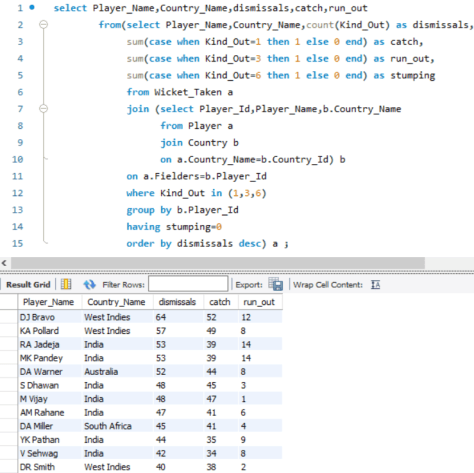 1 select Player_Name,Country_Name,dismissals,catch,run_out
2 from(select Player_Name,Country_Name,count(Kind_Out) as dismissals,
3 sum(case when Kind_Out=1 then 1 else 0 end) as catch,
4 sum(case when Kind_Out=3 then 1 else 0 end) as run_out,
5 sum(case when Kind_Out=6 then 1 else 0 end) as stumping
6 from Wicket_Taken a
7 join (select Player_Id,Player_Name,b.Country_Name
8 from Player a
9 join Country b
10 on a.Country_Name=b.Country_Id) b
11 on a.Fielders=b.Player_Id
12 where Kind_Out in (1,3,6)
13 group by b.Player_Id
14 having stumping=0
15 order by dismissals desc) a ;
Result Grid Filter Rows: Export: Wrap Cell Content: IA
Player_Name Country_Name dismissals catch run_out
DJ Bravo West Indies 64 52 12
KA Pollard West Indies 57 49 8
RA Jadeja India 53 39 14
MK Pandey India 53 39 14
DA Warner Australia 52 44 8
S Dhawan India 48 45 3
M Vijay India 48 47 1
AM Rahane India 47 41 6
DA Miller South Africa 45 41 4
YK Pathan India 44 35 9
V Sehwag India 42 34 8
DR Smith West Indies 40 38 2